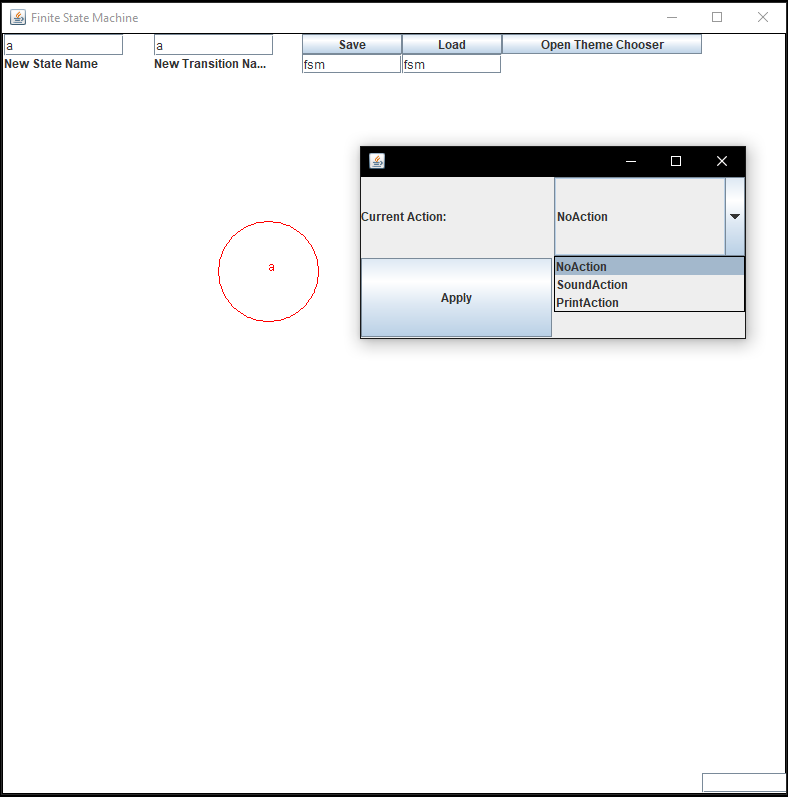 Finite State Machine
a a Save Load Open Theme Chooser
New State Name New Transition Na... fsm fsm
Current Action: NoAction
a
NoAction
Apply SoundAction
PrintAction